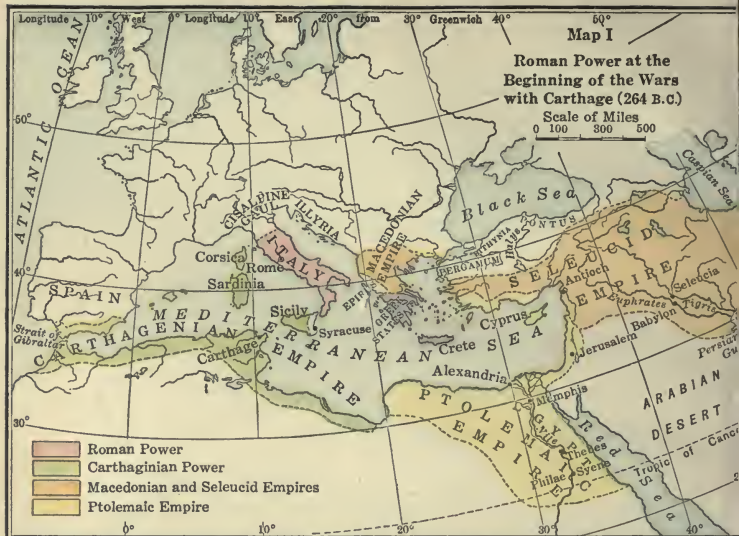 Longitude West 0° Longitude 10° East 20° from Greenwich 40° 50°
Map I
Roman Power at the
Beginning of the Wars
with Carthage (264 B.C.)
Scale of Miles
0 100 300 500
ATLANTIC OCEAN
50°
40°
30°
Caspian Sea
Black Sea
CISALPINE
GAUL
ILLYRIA
ITALY
Corsica
Rome
Sardinia
MACEDONIAN
EMPIRE
EPIRUS
GREEK
STATES
PONTUS
BITHYNIA
Halys
PERGAMUM
SELEUCID
EMPIRE
Antioch
Seleucia
Euphrates
Tigris
Babylon
SPAIN
Strait of
Gibraltar
MEDITERRANEAN SEA
CARTHAGENIAN
EMPIRE
Sicily
Syracuse
Carthage
Crete
Cyprus
Jerusalem
Alexandria
Memphis
Persian
Gu
ARABIAN
DESERT
PTOLEMAIC
EMPIRE
EGYPT
Nile
Thebes
Philae
Syene
Red Sea
Tropic of Cance
Roman Power
Carthaginian Power
Macedonian and Seleucid Empires
Ptolemaic Empire
0° 10° 20° 30° 40°